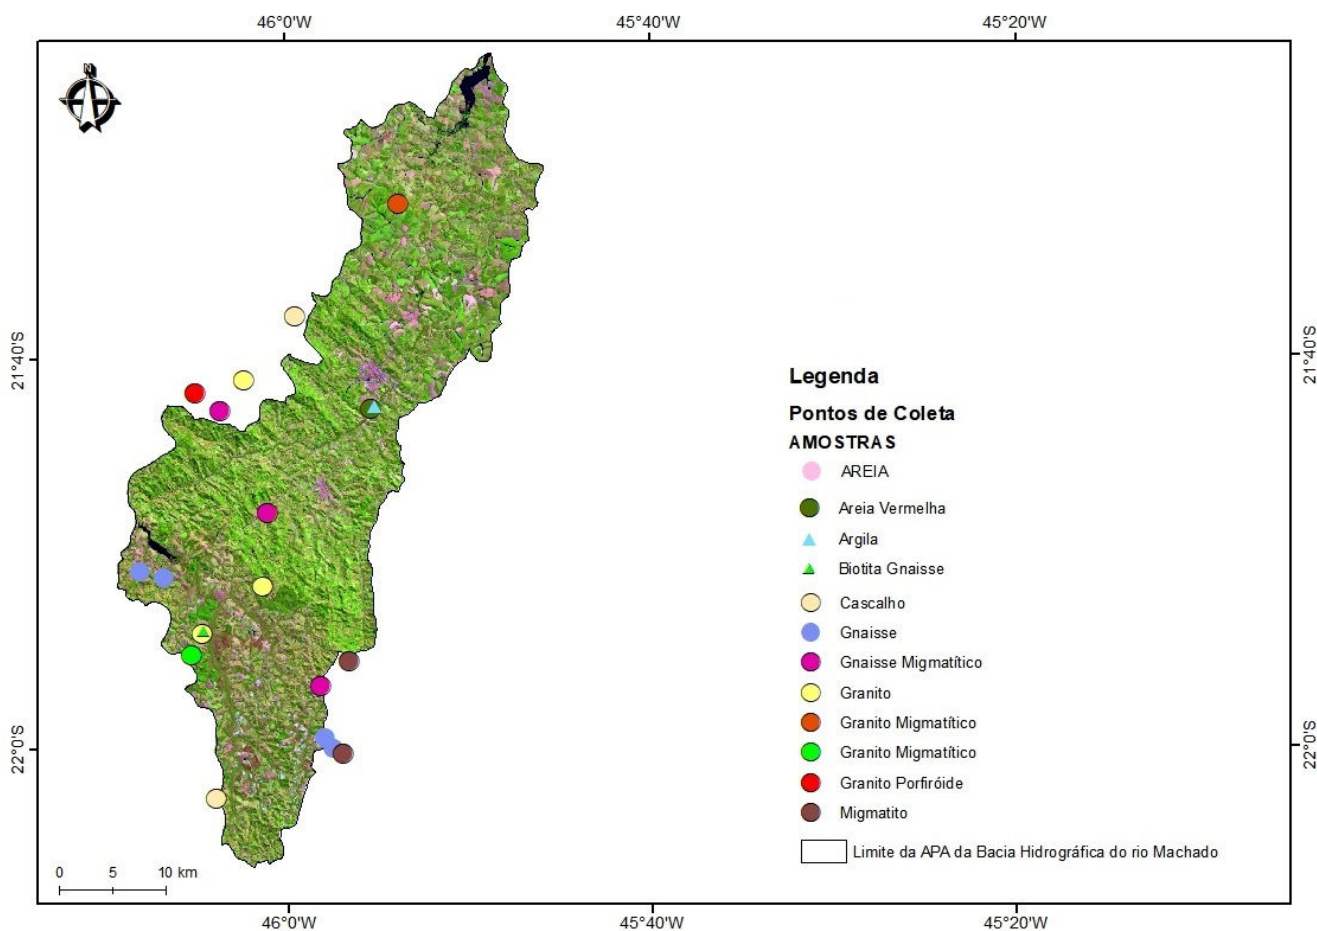 46°0'W 45°40'W 45°20'W
N
21°40'S 21°40'S
Legenda
Pontos de Coleta
AMOSTRAS
AREIA
Areia Vermelha
Argila
Biotita Gnaisse
Cascalho
Gnaisse
Gnaisse Migmatítico
Granito
Granito Migmatítico
Granito Migmatítico
Granito Porfiróide
Migmatito
Limite da APA da Bacia Hidrográfica do rio Machado
22°0'S 22°0'S
0 5 10 km
46°0'W 45°40'W 45°20'W